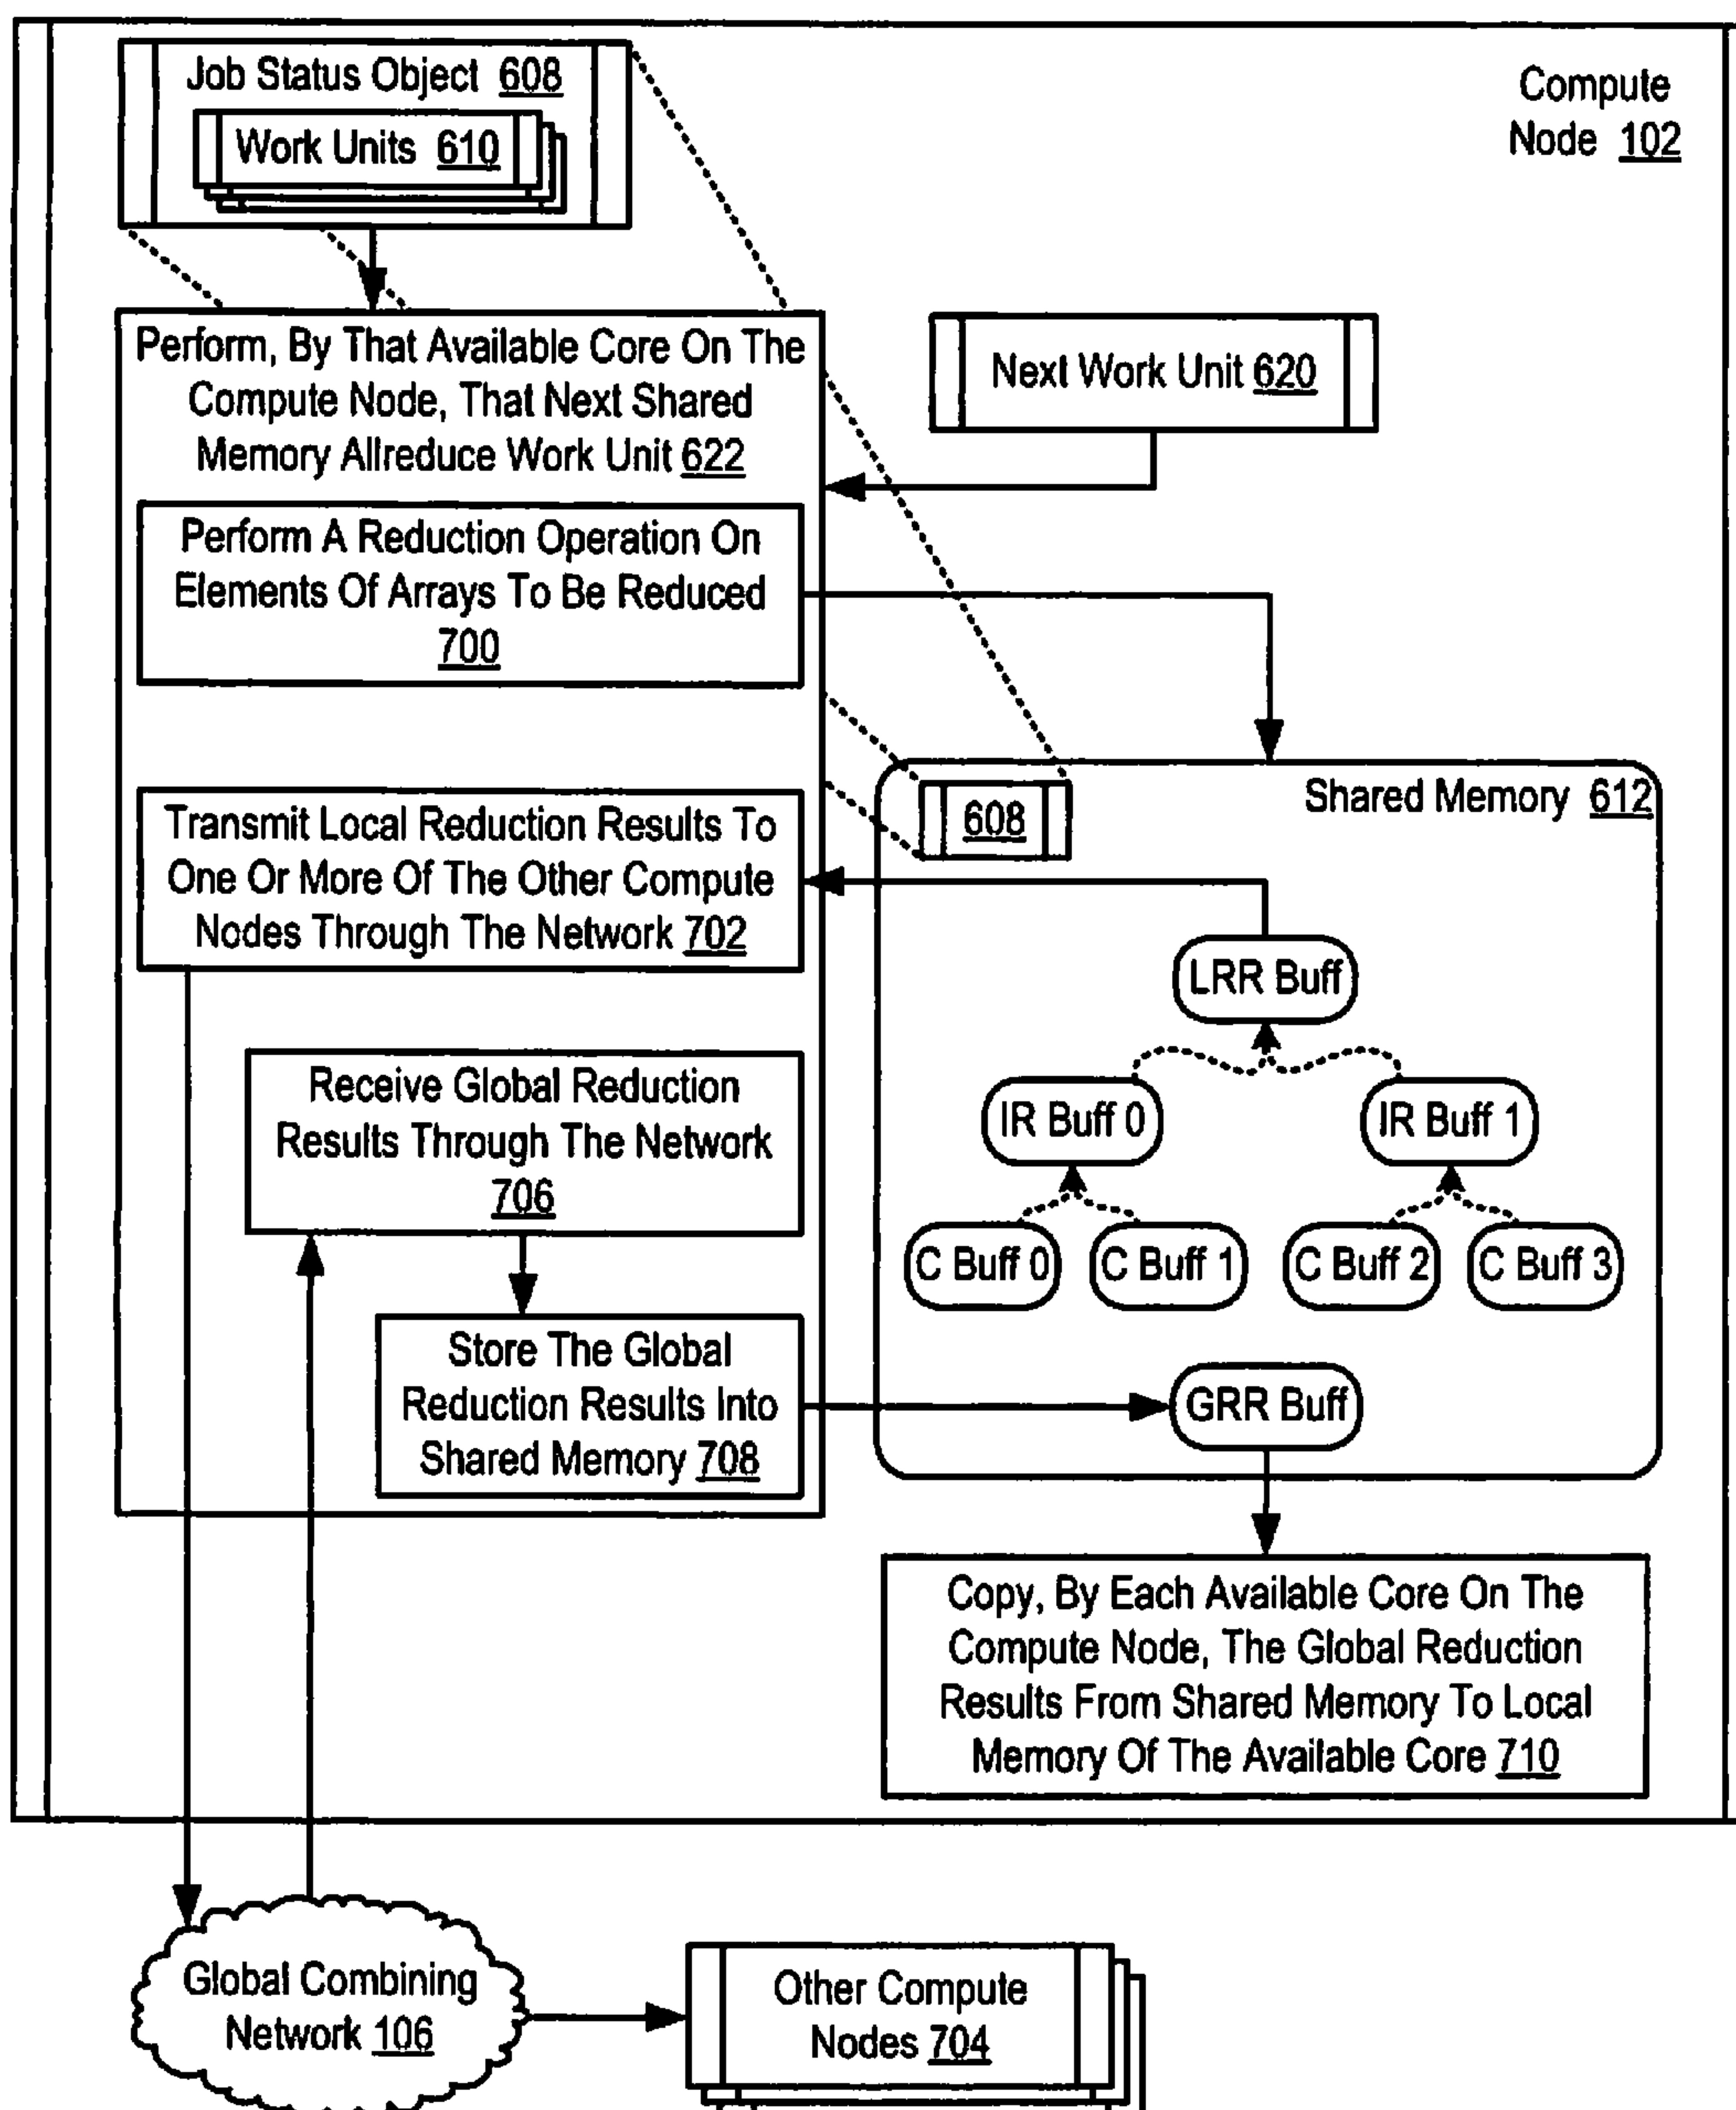 Job Status Object 608
Work Units 610
Compute
Node 102
Perform, By That Available Core On The
Compute Node, That Next Shared
Memory Allreduce Work Unit 622
Next Work Unit 620
Perform A Reduction Operation On
Elements Of Arrays To Be Reduced
700
608
Shared Memory 612
Transmit Local Reduction Results To
One Or More Of The Other Compute
Nodes Through The Network 702
LRR Buff
IR Buff 0
IR Buff 1
C Buff 0
C Buff 1
C Buff 2
C Buff 3
Receive Global Reduction
Results Through The Network
706
Store The Global
Reduction Results Into
Shared Memory 708
GRR Buff
Copy, By Each Available Core On The
Compute Node, The Global Reduction
Results From Shared Memory To Local
Memory Of The Available Core 710
Global Combining
Network 106
Other Compute
Nodes 704